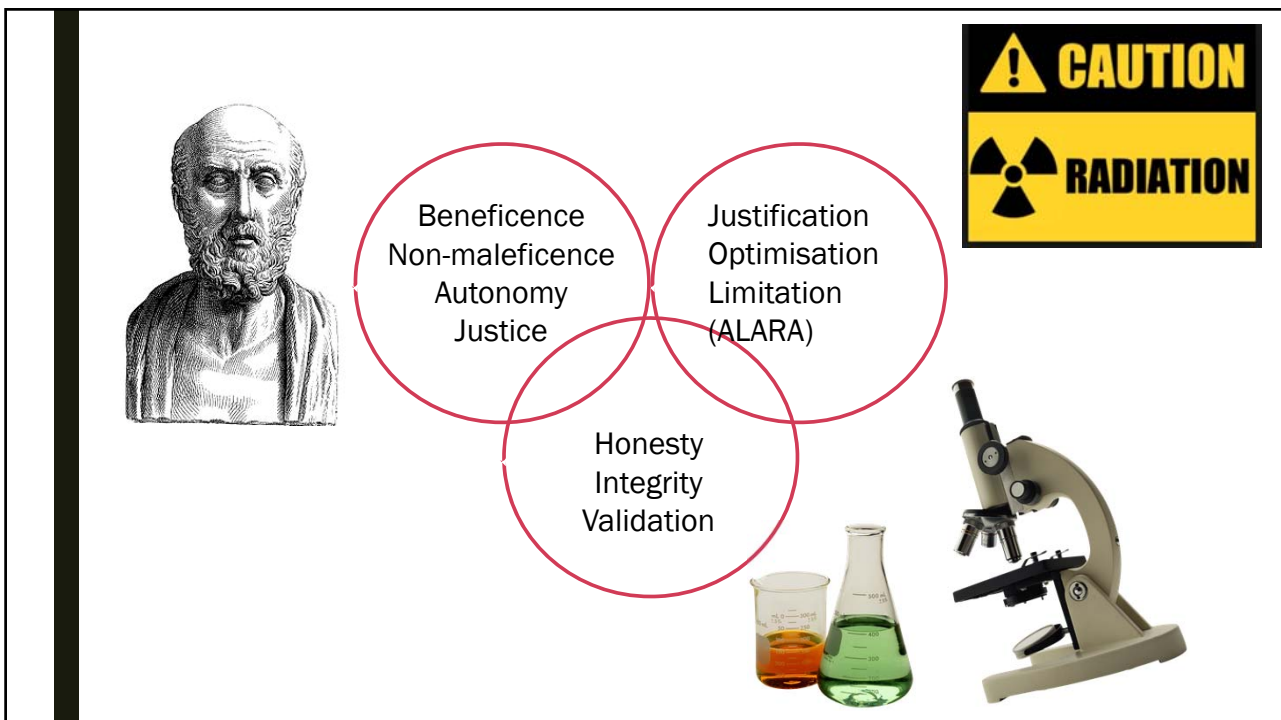 CAUTION
RADIATION
Beneficence
Non-maleficence
Autonomy
Justice
Justification
Optimisation
Limitation
(ALARA)
Honesty
Integrity
Validation